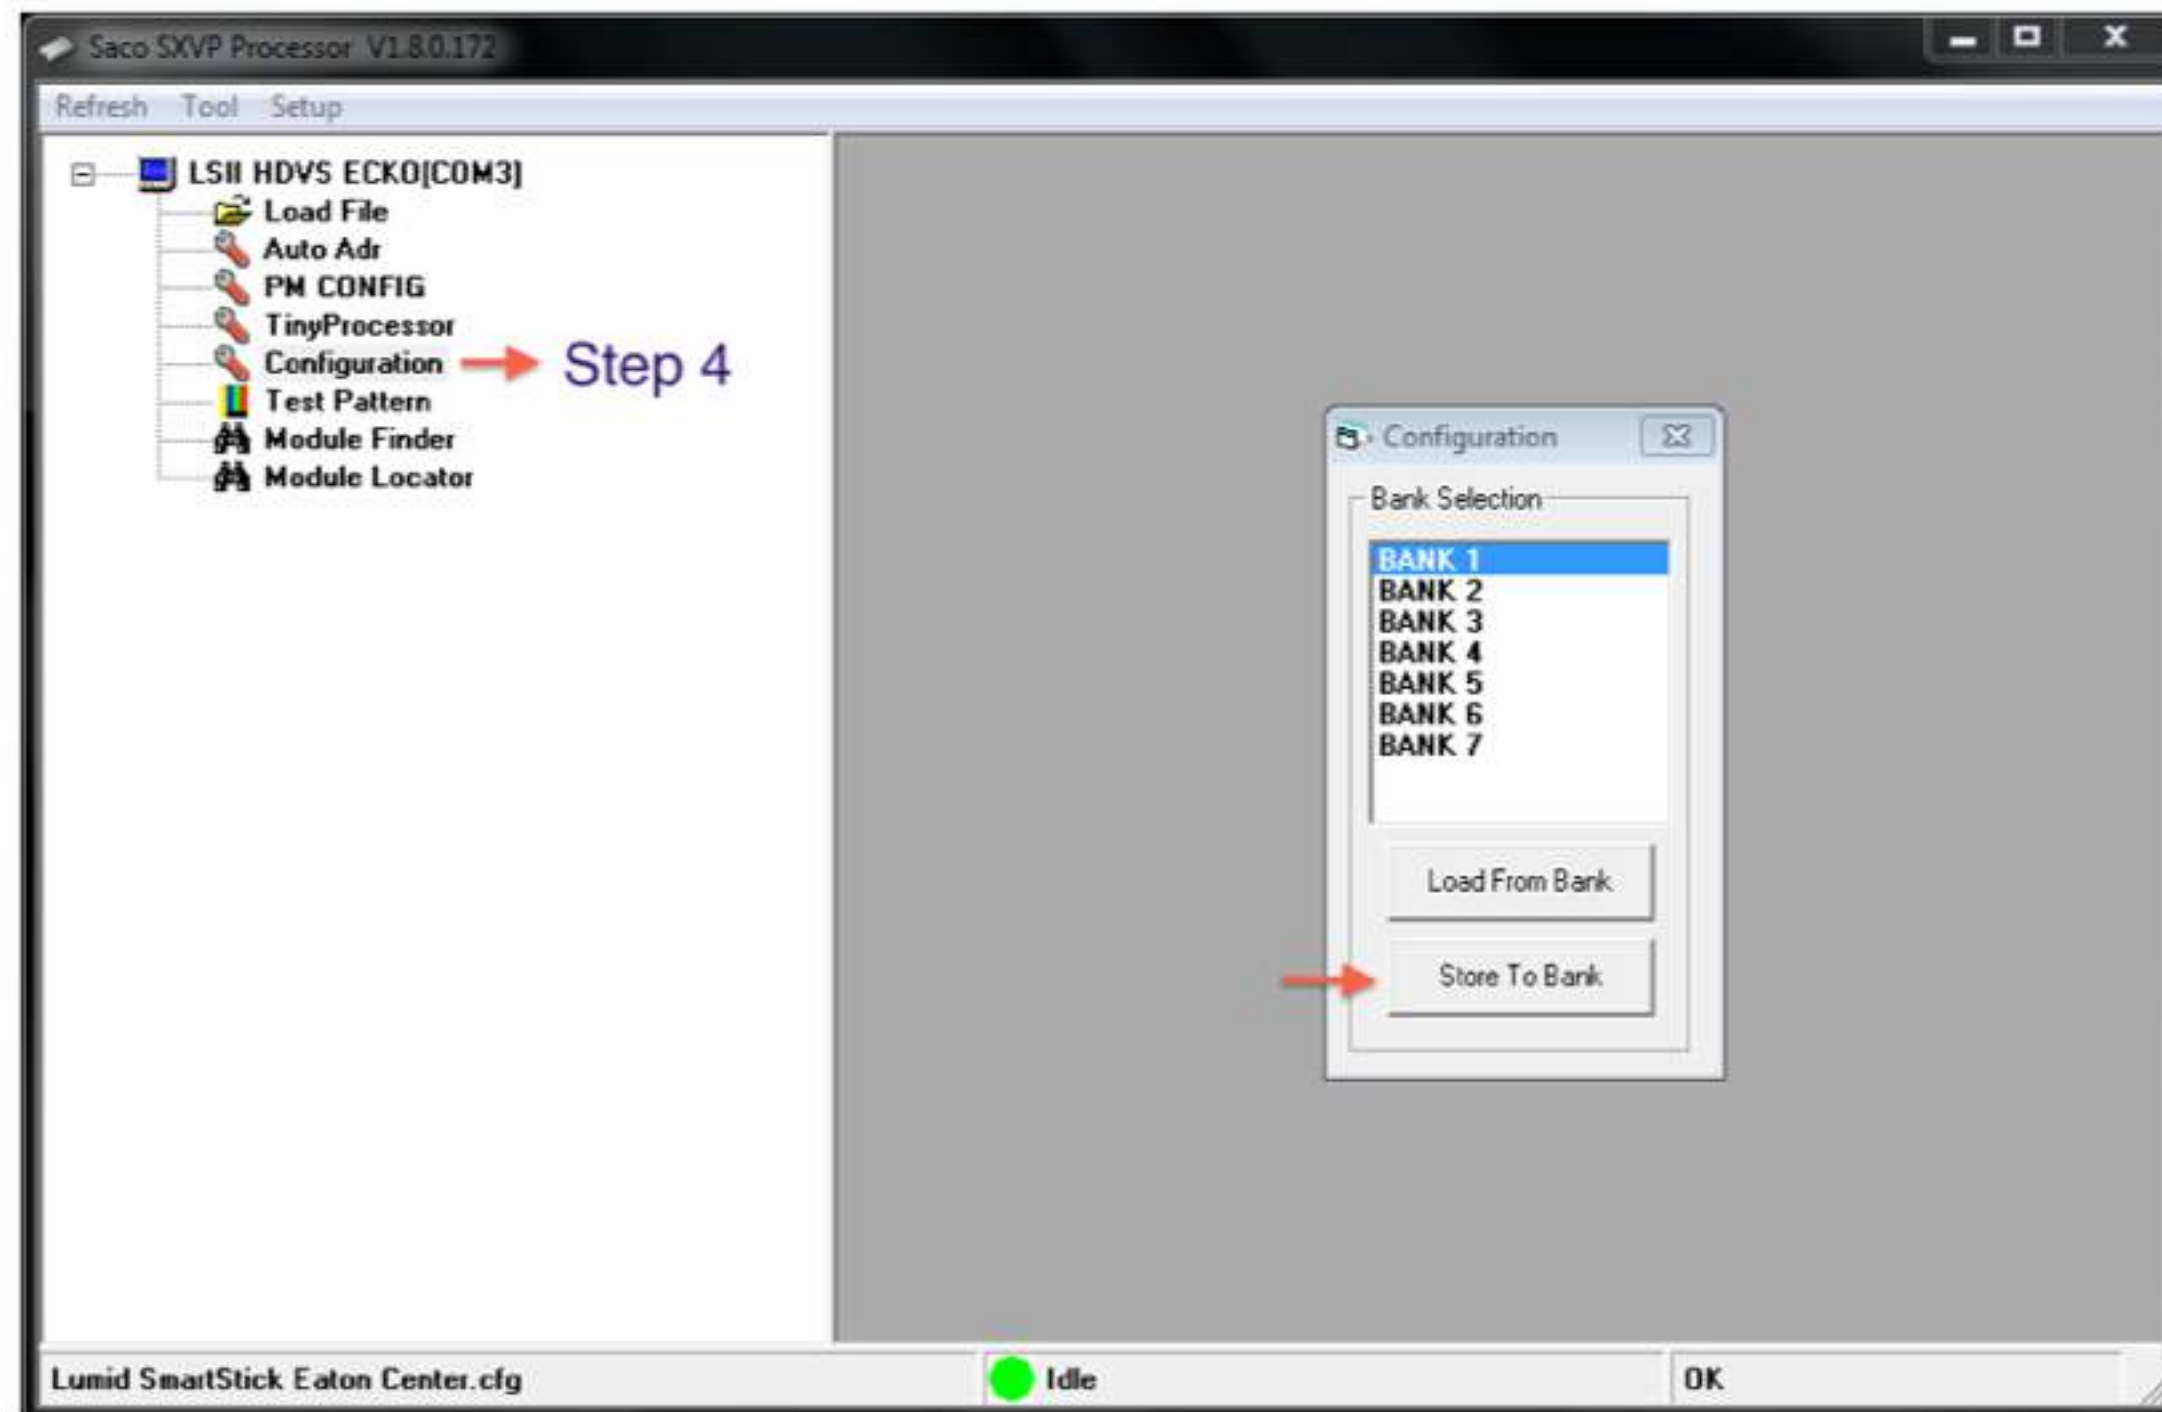 Saco SXVP Processor V1.8.0.172
Refresh Tool Setup
LSII HDVS ECKO[COM3]
Load File
Auto Adr
PM CONFIG
TinyProcessor
Configuration Step 4
Test Pattern
Module Finder
Module Locator
Configuration
Bank Selection
BANK 1
BANK 2
BANK 3
BANK 4
BANK 5
BANK 6
BANK 7
Load From Bank
Store To Bank
Lumid SmartStick Eaton Center.cfg Idle OK